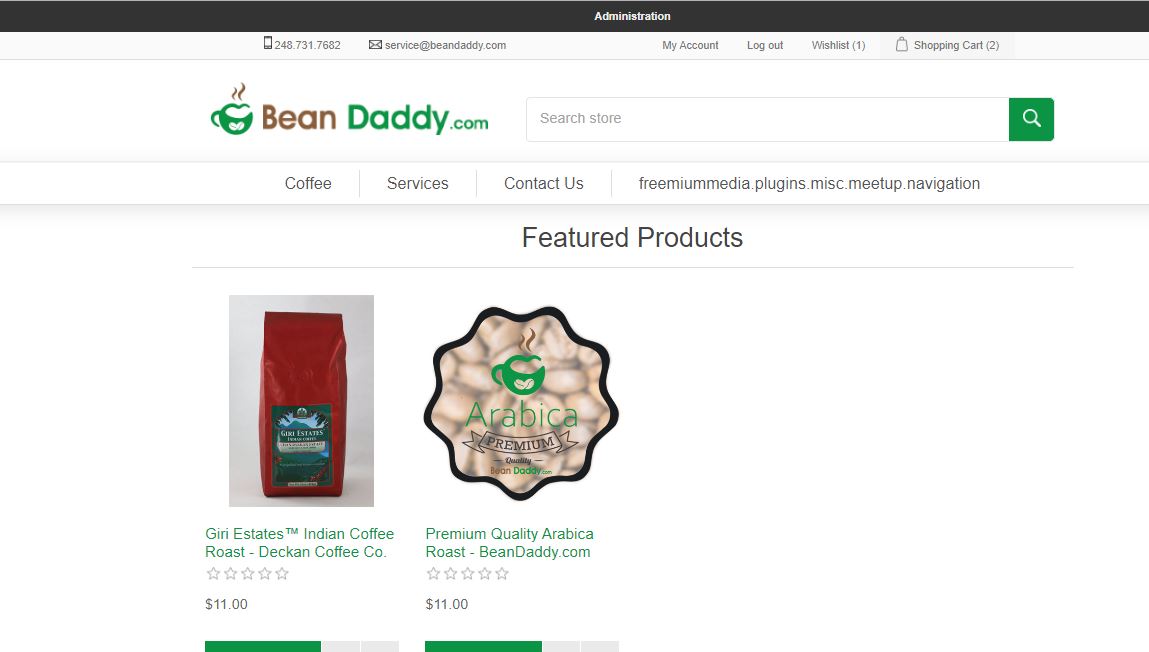 Administration
248.731.7682 service@beandaddy.com My Account Log out Wishlist (1) Shopping Cart (2)
Bean Daddy.com
Search store
Coffee Services Contact Us freemiummedia.plugins.misc.meetup.navigation
Featured Products
GIRI ESTATES
INDIAN COFFEE
Arabica
PREMIUM
Quality
Bean Daddy.com
Giri Estates™ Indian Coffee
Roast - Deckan Coffee Co.
$11.00
Premium Quality Arabica
Roast - BeanDaddy.com
$11.00